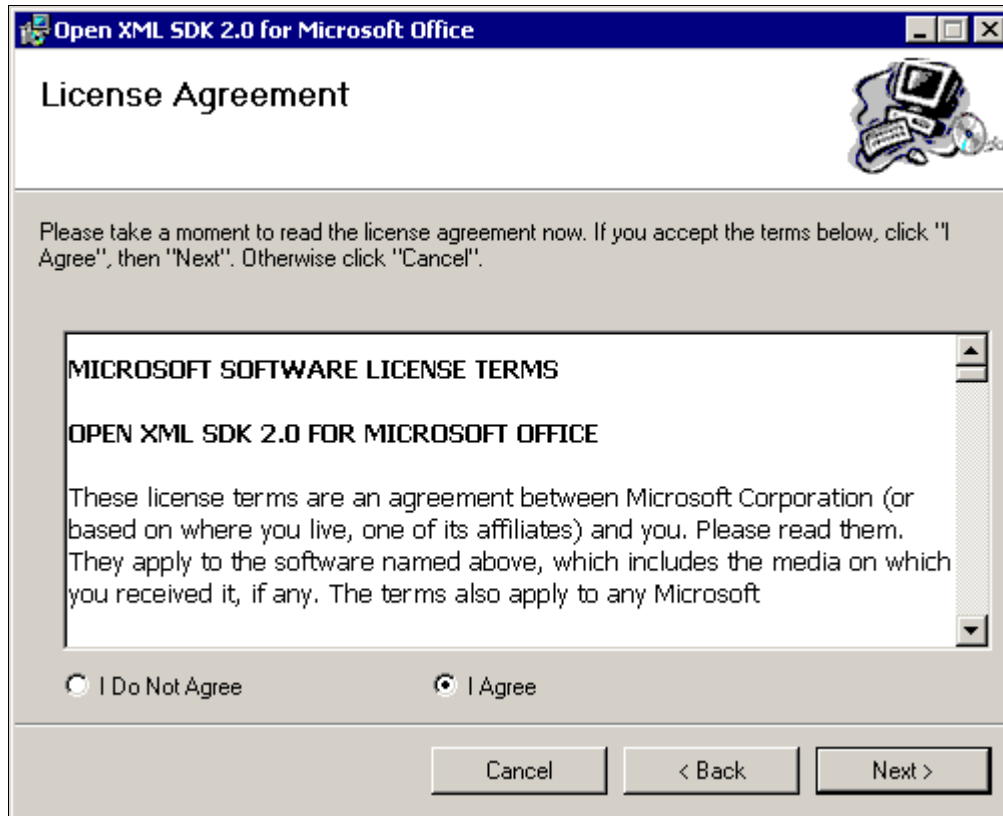 Open XML SDK 2.0 for Microsoft Office
License Agreement
Please take a moment to read the license agreement now. If you accept the terms below, click "I
Agree", then "Next". Otherwise click "Cancel".
MICROSOFT SOFTWARE LICENSE TERMS
OPEN XML SDK 2.0 FOR MICROSOFT OFFICE
These license terms are an agreement between Microsoft Corporation (or
based on where you live, one of its affiliates) and you. Please read them.
They apply to the software named above, which includes the media on which
you received it, if any. The terms also apply to any Microsoft
I Do Not Agree
I Agree
Cancel
< Back
Next >